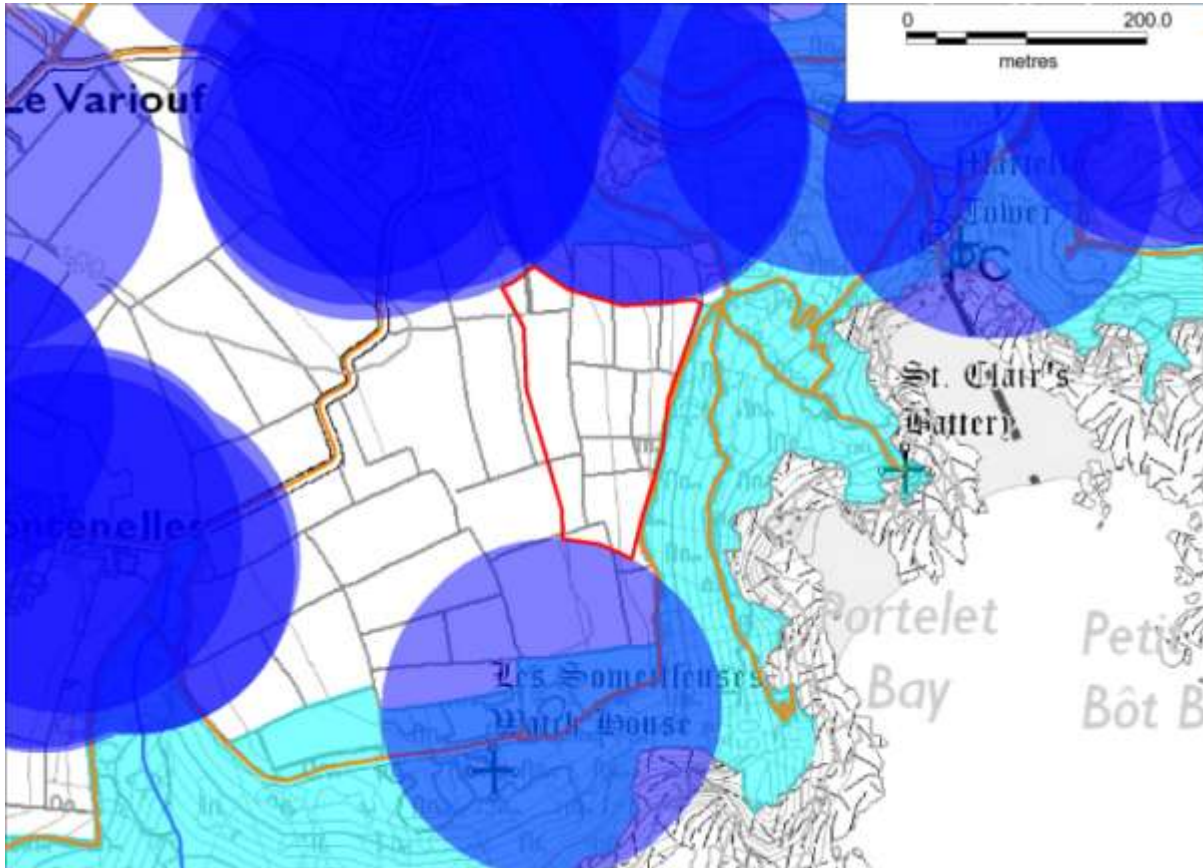 0 200.0
metres
Le Variouf
Martello
Tower
C
St. Clair's
Battery
ontenelles
Portelet
Bay
Petit
Bôt B
Les Sommeilleuses
Watch House